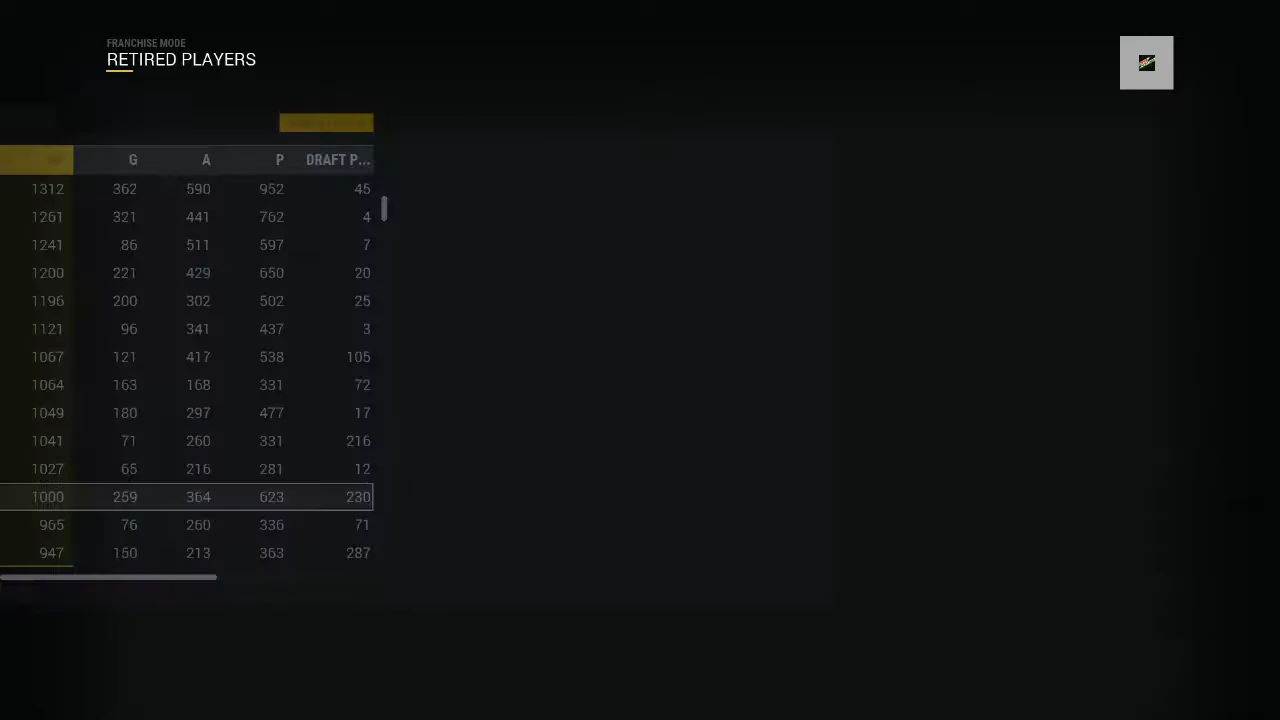 FRANCHISE MODE
RETIRED PLAYERS
G A P DRAFT P...
1312 362 590 952 45
1261 321 441 762 4
1241 86 511 597 7
1200 221 429 650 20
1196 200 302 502 25
1121 96 341 437 3
1067 121 417 538 105
1064 163 168 331 72
1049 180 297 477 17
1041 71 260 331 216
1027 65 216 281 12
1000 259 364 623 230
965 76 260 336 71
947 150 213 363 287